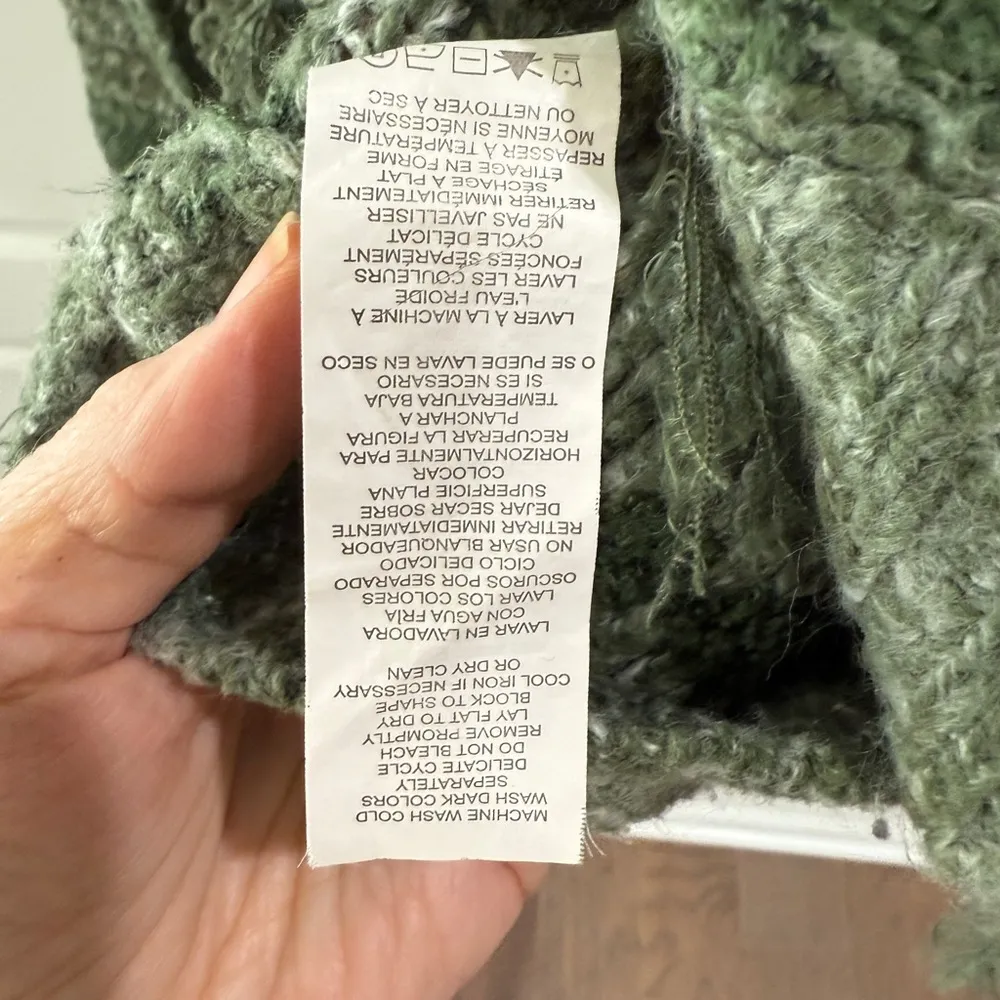 MACHINE WASH COLD
WASH DARK COLORS
SEPARATELY
DELICATE CYCLE
DO NOT BLEACH
REMOVE PROMPTLY
LAY FLAT TO DRY
BLOCK TO SHAPE
COOL IRON IF NECESSARY
OR DRY CLEAN
LAVAR EN LAVADORA
CON AGUA FRÍA
LAVAR LOS COLORES
OSCUROS POR SEPARADO
CICLO DELICADO
NO USAR BLANQUEADOR
RETIRAR INMEDIATAMENTE
DEJAR SECAR SOBRE
SUPERFICIE PLANA
COLOCAR
HORIZONTALMENTE PARA
RECUPERAR LA FIGURA
PLANCHAR A
TEMPERATURA BAJA
SI ES NECESARIO
O SE PUEDE LAVAR EN SECO
LAVER À LA MACHINE À
L'EAU FROIDE
LAVER LES COULEURS
FONCÉES SÉPARÉMENT
CYCLE DÉLICAT
NE PAS JAVELLISER
RETIRER IMMÉDIATEMENT
SÉCHAGE À PLAT
ÉTIRAGE EN FORME
REPASSER À TEMPÉRATURE
MOYENNE SI NÉCESSAIRE
OU NETTOYER À SEC